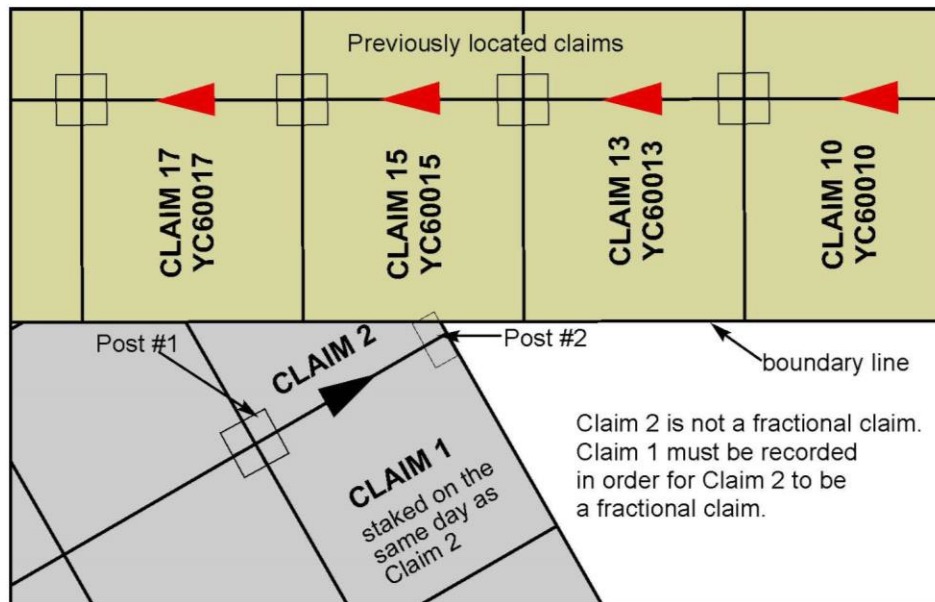 Previously located claims
CLAIM 17
YC60017
CLAIM 15
YC60015
CLAIM 13
YC60013
CLAIM 10
YC60010
Post #1
CLAIM 2
Post #2
boundary line
CLAIM 1
staked on the
same day as
Claim 2
Claim 2 is not a fractional claim.
Claim 1 must be recorded
in order for Claim 2 to be
a fractional claim.